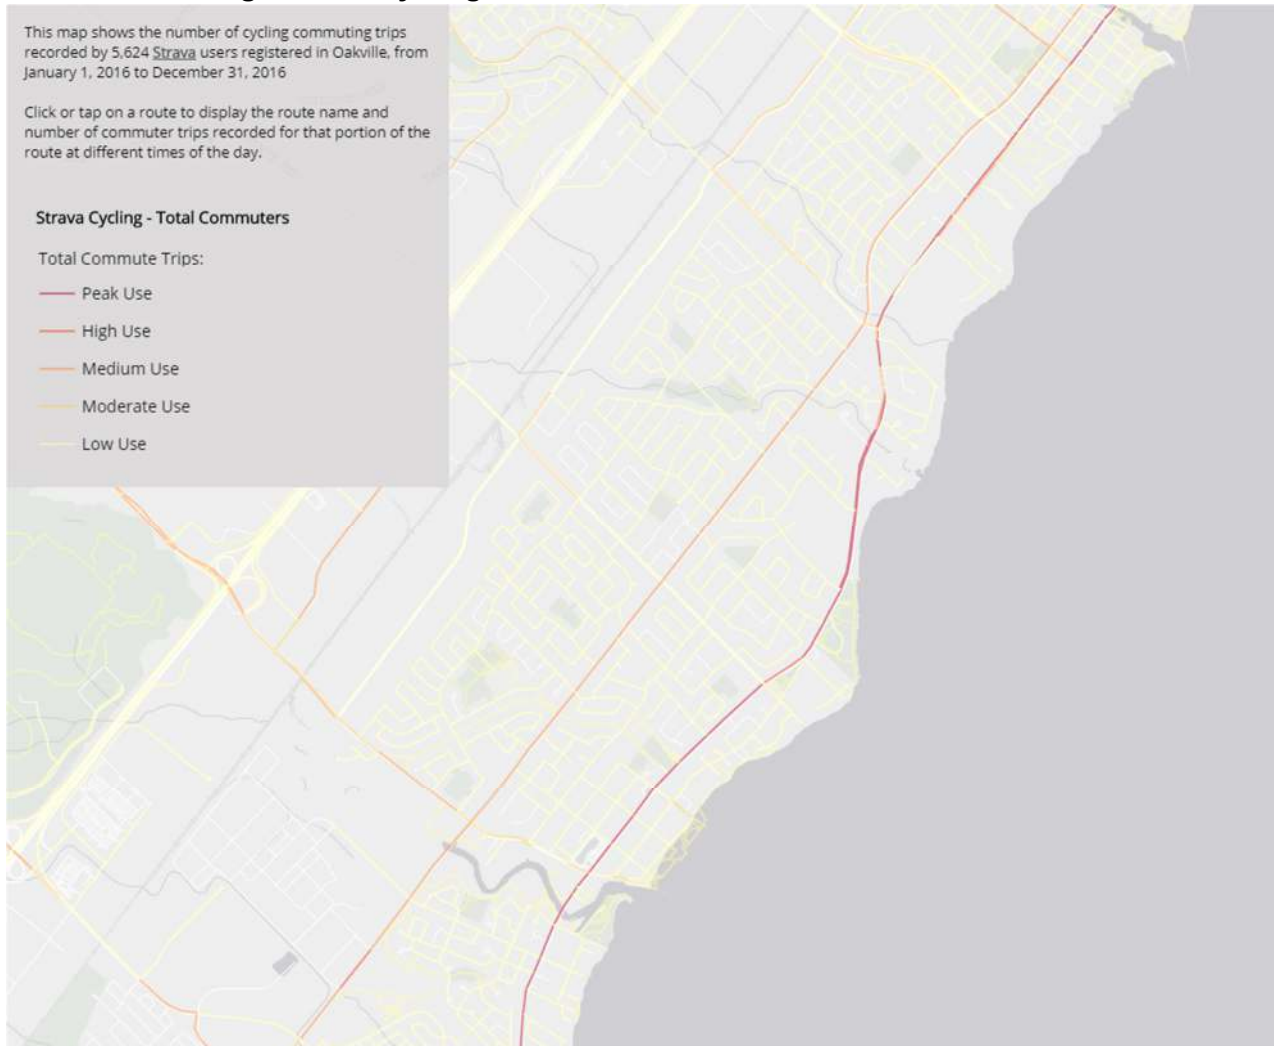 This map shows the number of cycling commuting trips
recorded by 5,624 Strava users registered in Oakville, from
January 1, 2016 to December 31, 2016
Click or tap on a route to display the route name and
number of commuter trips recorded for that portion of the
route at different times of the day.
Strava Cycling - Total Commuters
Total Commute Trips:
Peak Use
High Use
Medium Use
Moderate Use
Low Use